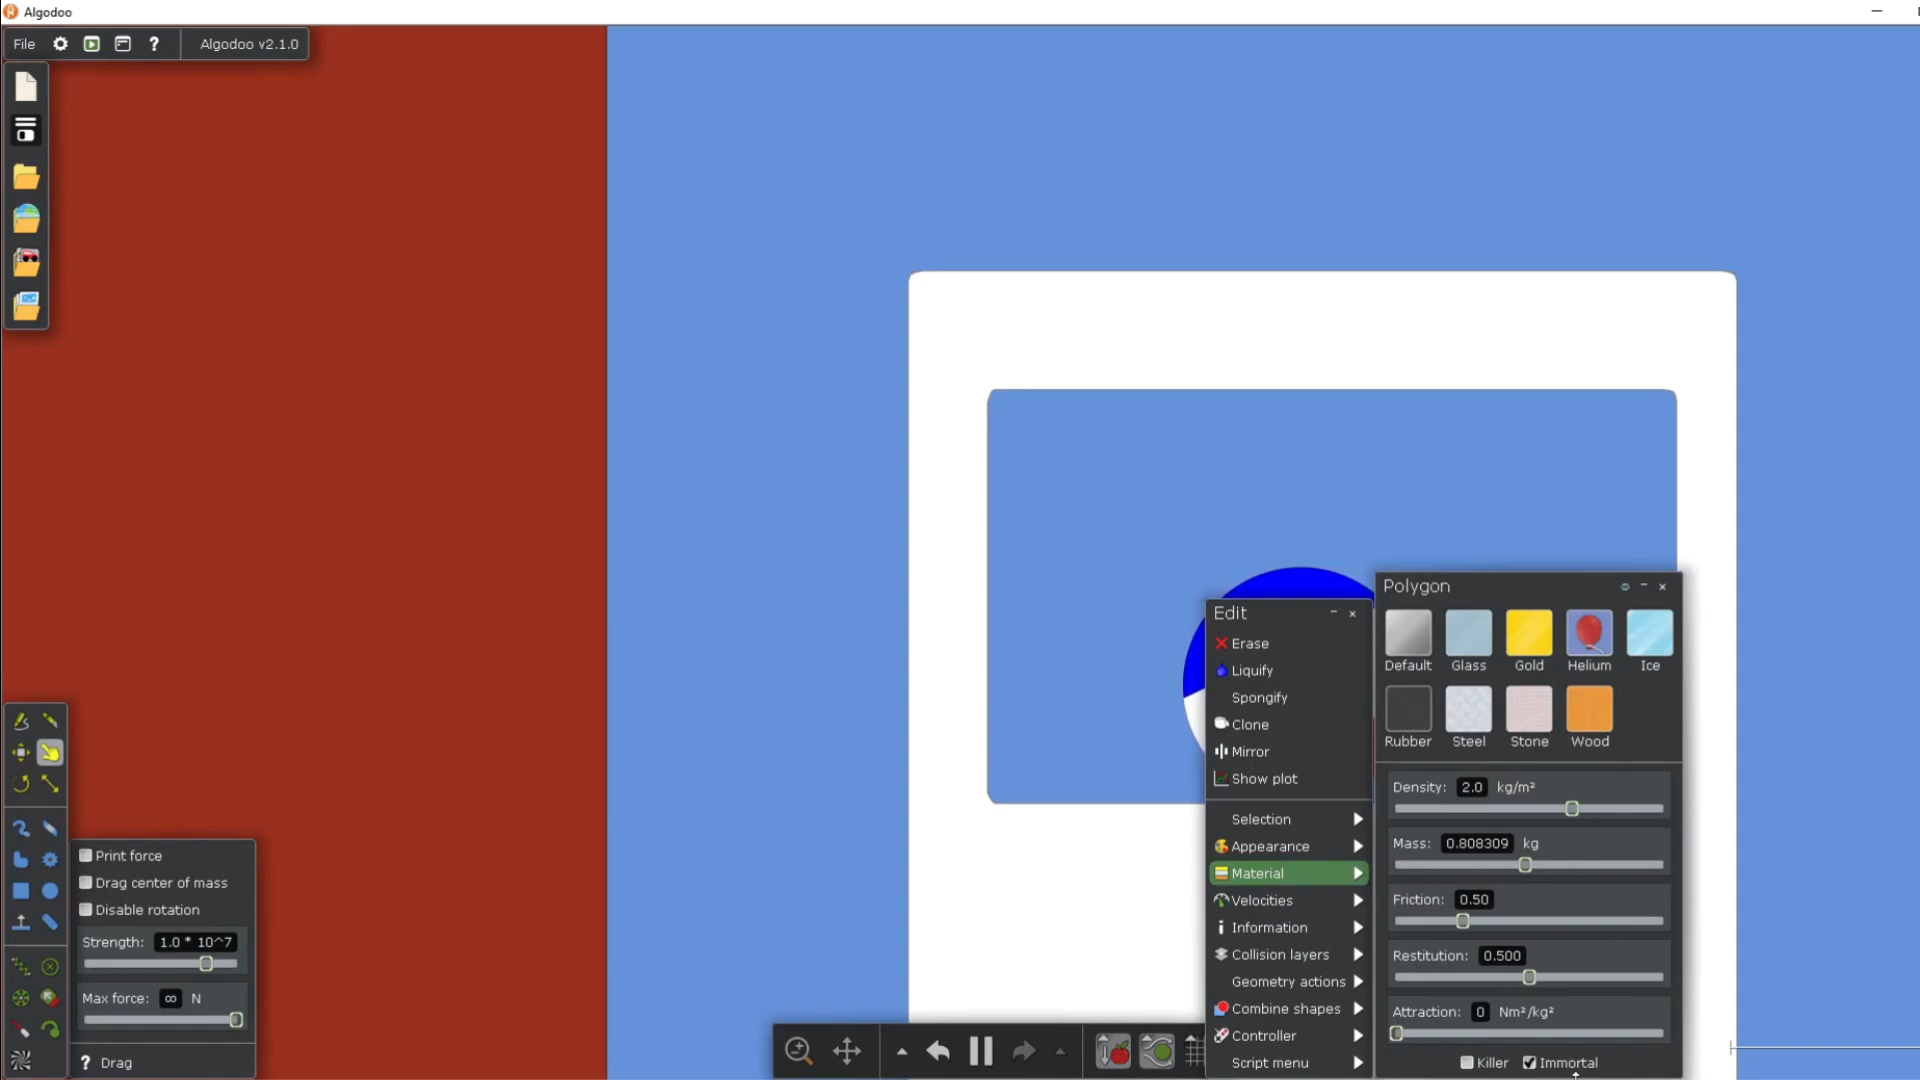 Algodoo
File ? Algodoo v2.1.0
Polygon
Default Glass Gold Helium Ice
Rubber Steel Stone Wood
Density: 2.0 kg/m²
Mass: 0.808309 kg
Friction: 0.50
Restitution: 0.500
Attraction: 0 Nm²/kg²
Killer Immortal
Edit
Erase
Liquify
Spongify
Clone
Mirror
Show plot
Selection
Appearance
Material
Velocities
Information
Collision layers
Geometry actions
Combine shapes
Controller
Script menu
Print force
Drag center of mass
Disable rotation
Strength: 1.0 * 10^7
Max force: ∞ N
? Drag